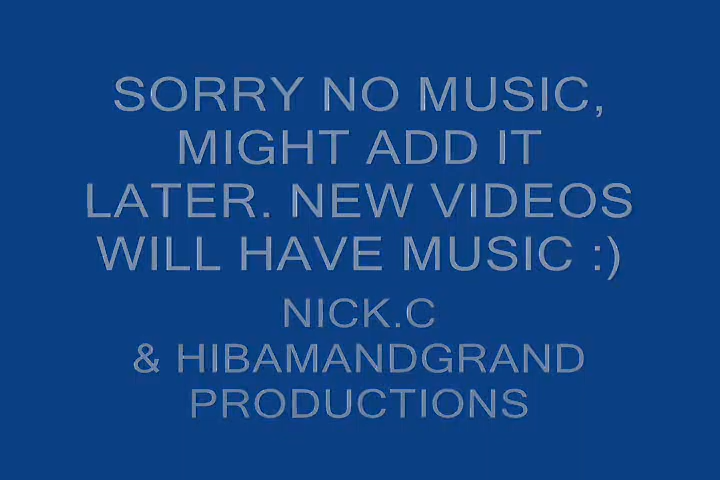 SORRY NO MUSIC,
MIGHT ADD IT
LATER. NEW VIDEOS
WILL HAVE MUSIC :)
NICK.C
& HIBAMANDGRAND
PRODUCTIONS